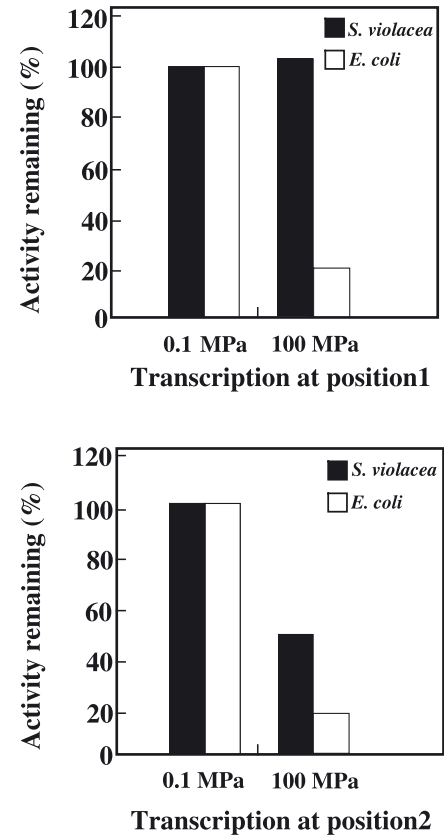 120
100
80
60
40
20
0
Activity remaining (%)
S. violacea
E. coli
0.1 MPa 100 MPa
Transcription at position1
120
100
80
60
40
20
0
Activity remaining (%)
S. violacea
E. coli
0.1 MPa 100 MPa
Transcription at position2